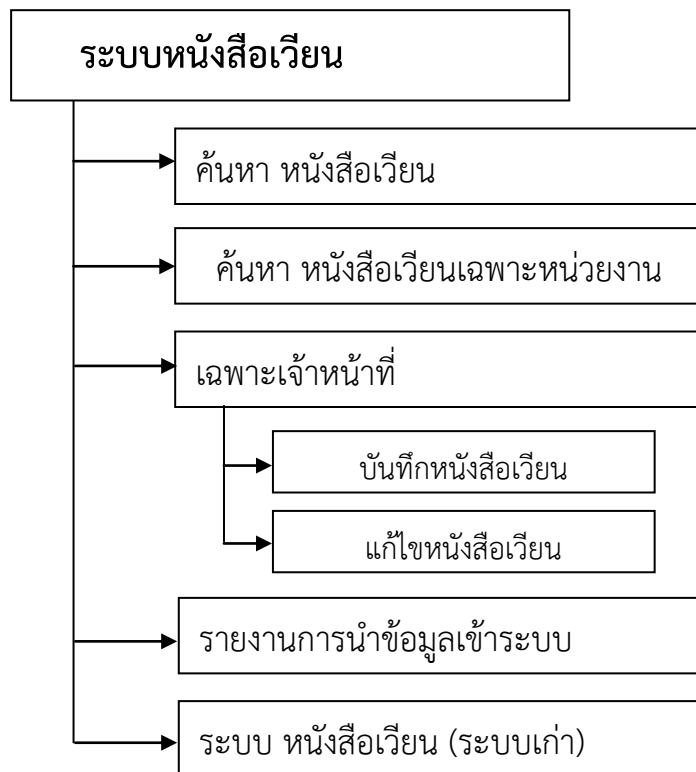 ระบบหนังสือเวียน
ค้นหา หนังสือเวียน
ค้นหา หนังสือเวียนเฉพาะหน่วยงาน
เฉพาะเจ้าหน้าที่
บันทึกหนังสือเวียน
แก้ไขหนังสือเวียน
รายงานการนำข้อมูลเข้าระบบ
ระบบ หนังสือเวียน (ระบบเก่า)